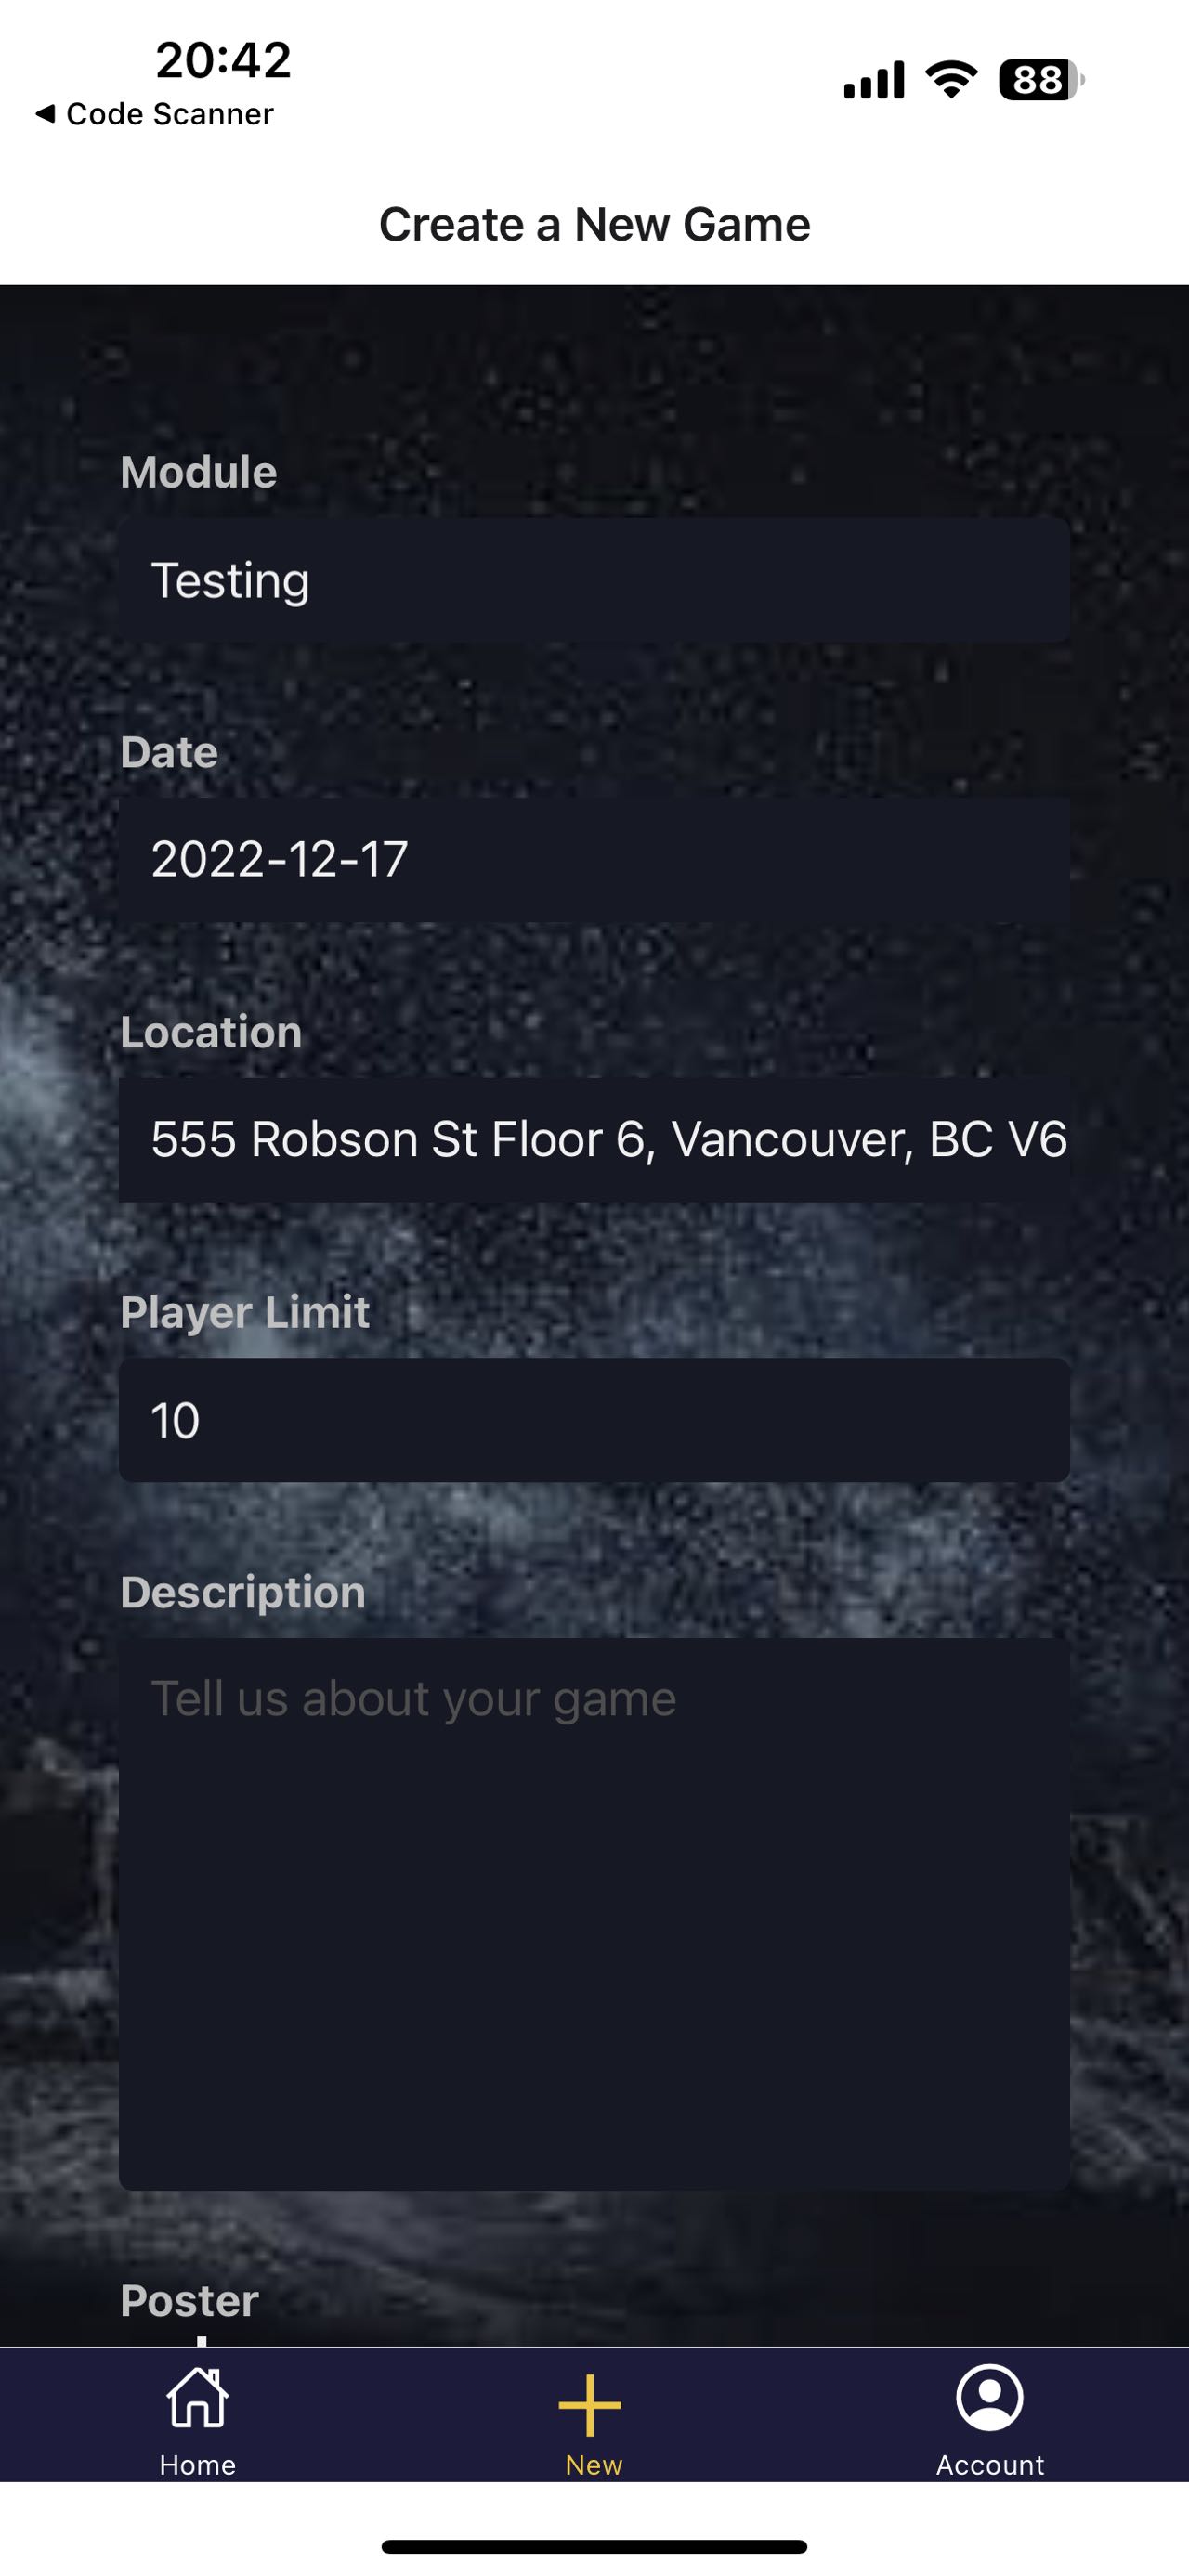 20:42
88
◀ Code Scanner
Create a New Game
Module
Testing
Date
2022-12-17
Location
555 Robson St Floor 6, Vancouver, BC V6
Player Limit
10
Description
Tell us about your game
Poster
Home
New
Account